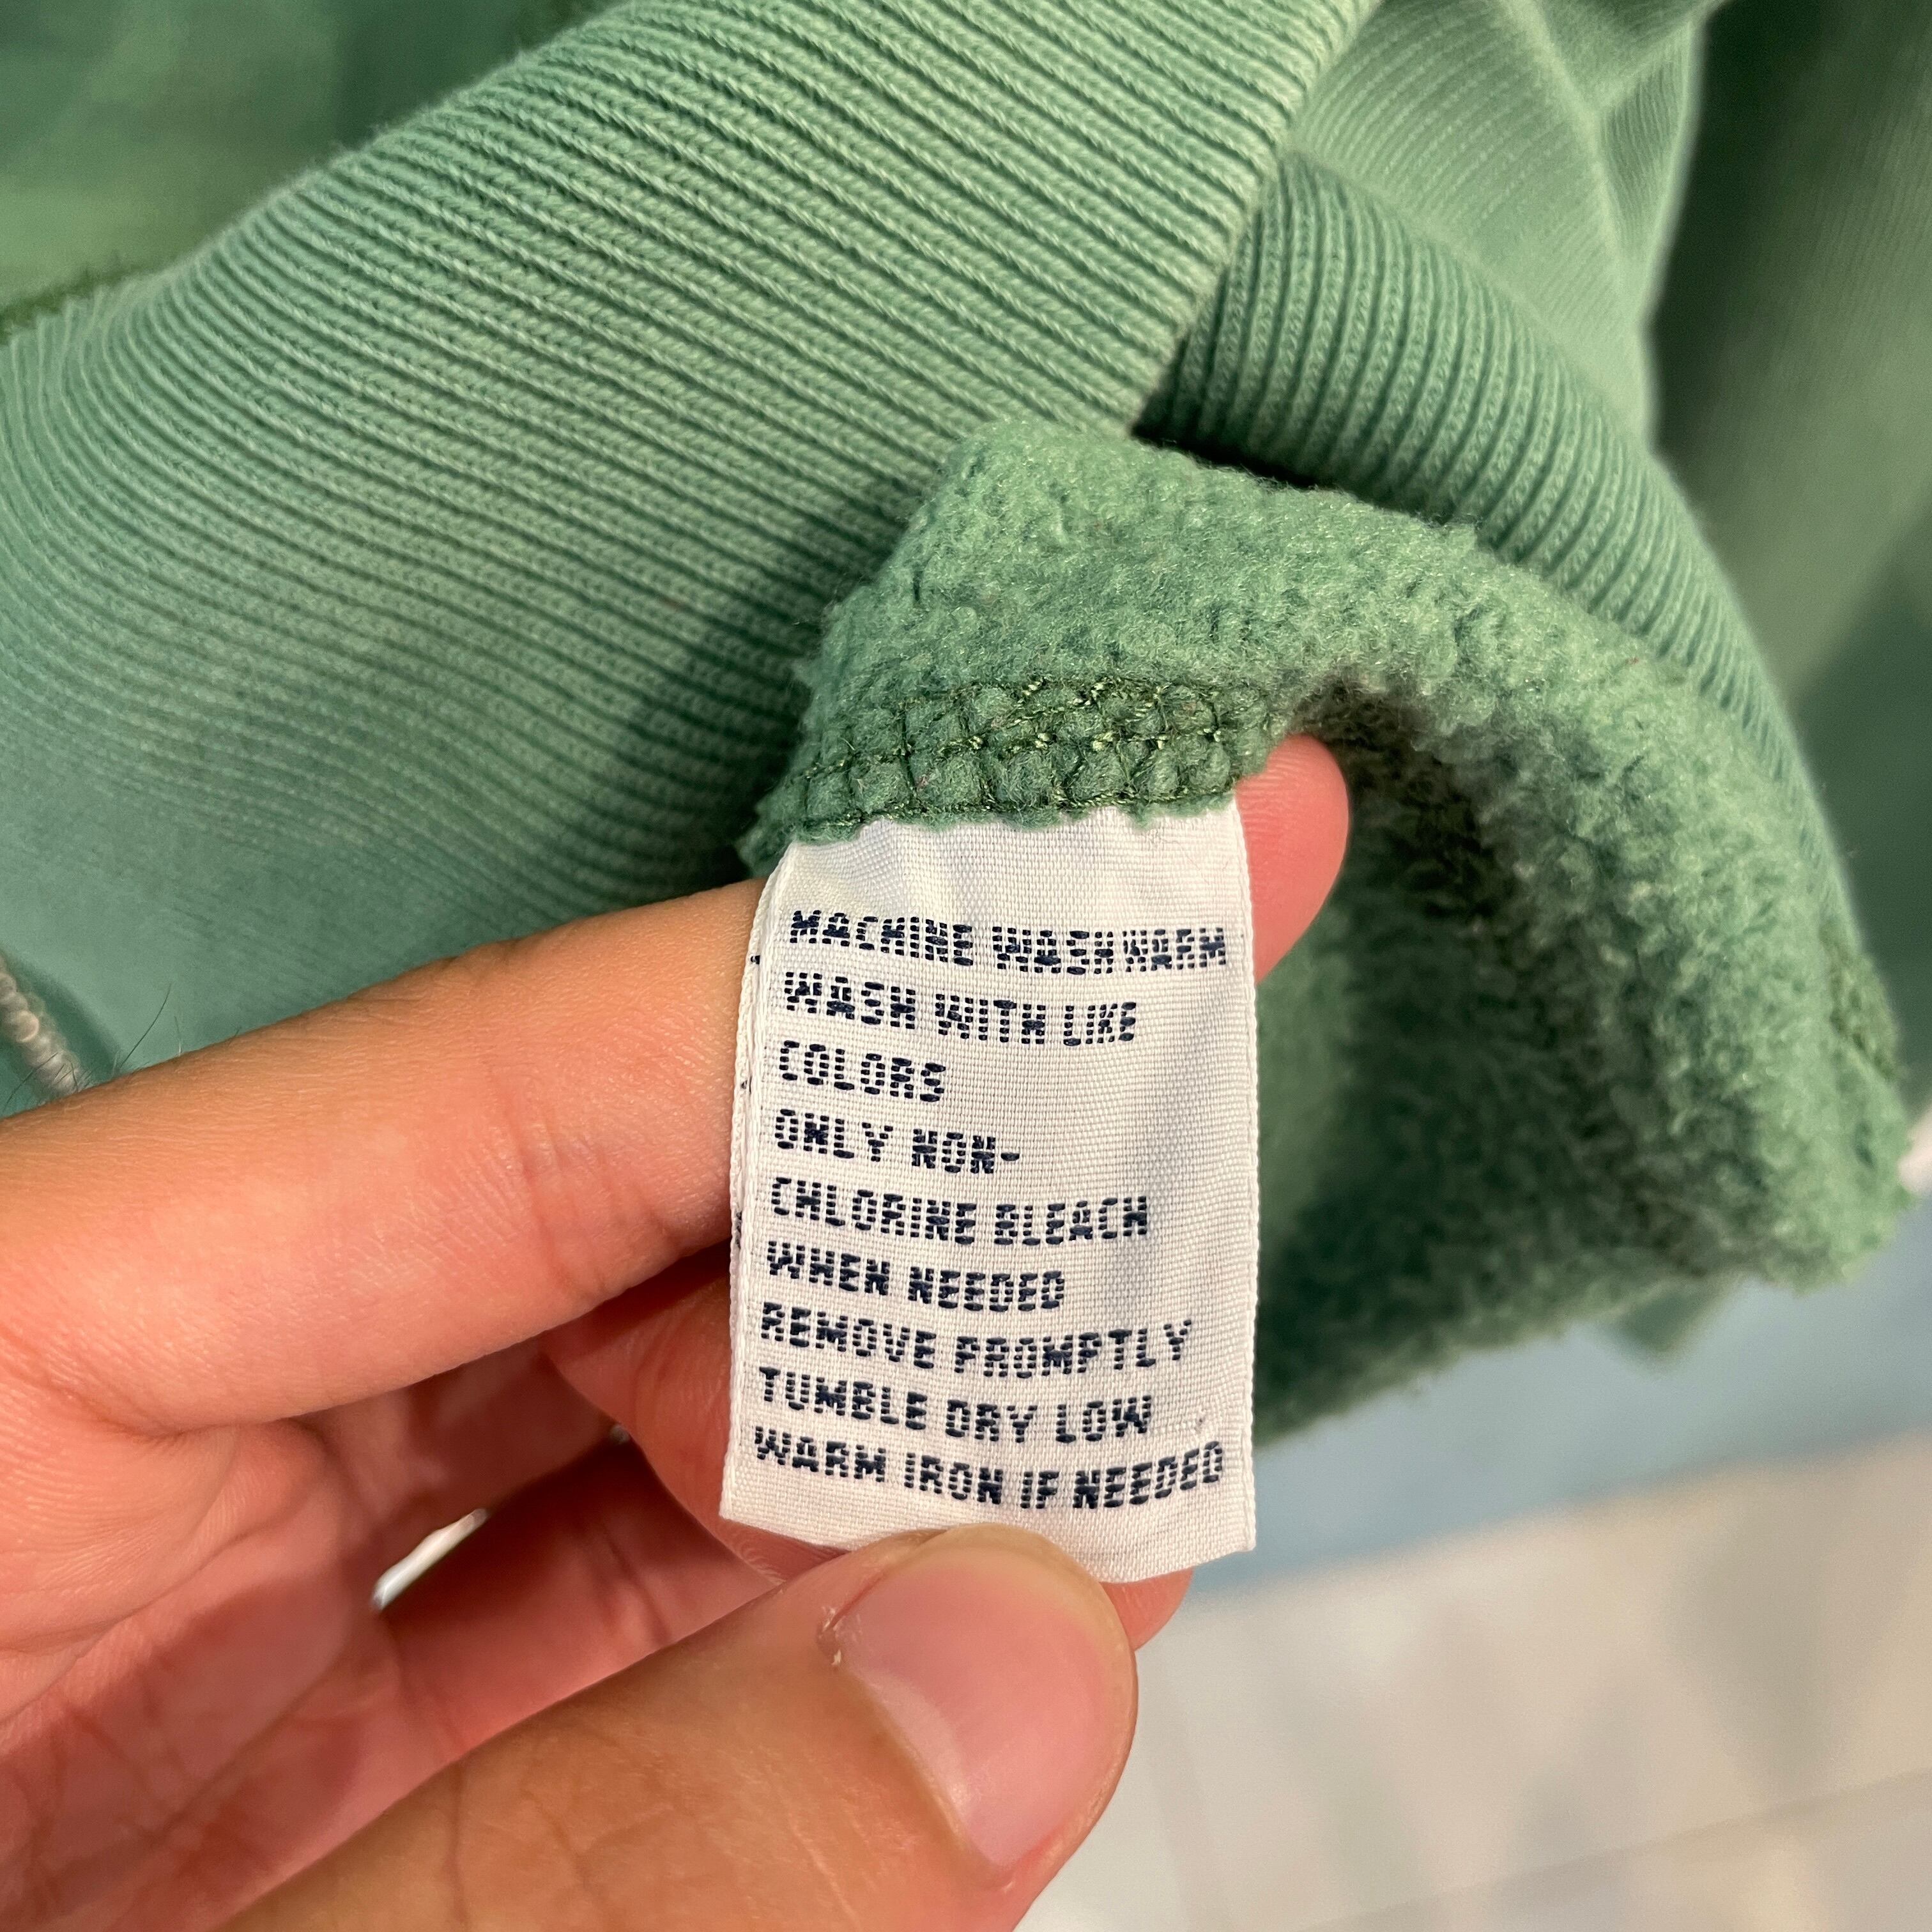 MACHINE WASH WARM
WASH WITH LIKE
COLORS
ONLY NON-
CHLORINE BLEACH
WHEN NEEDED
REMOVE PROMPTLY
TUMBLE DRY LOW
WARM IRON IF NEEDED